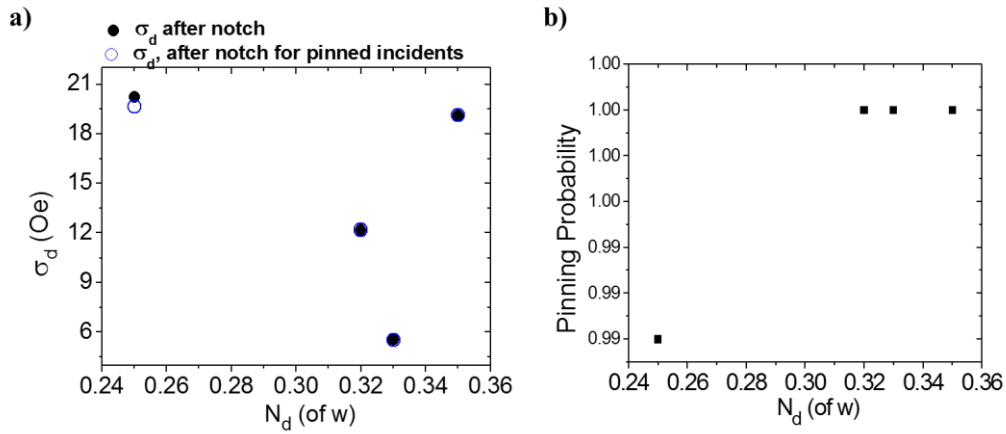 a)
● σd after notch
○ σd, after notch for pinned incidents
21
18
15
12
9
6
σd (Oe)
0.24 0.26 0.28 0.30 0.32 0.34 0.36
Nd (of w)
b)
1.00
1.00
1.00
1.00
0.99
0.99
0.99
Pinning Probability
0.24 0.26 0.28 0.30 0.32 0.34 0.36
Nd (of w)